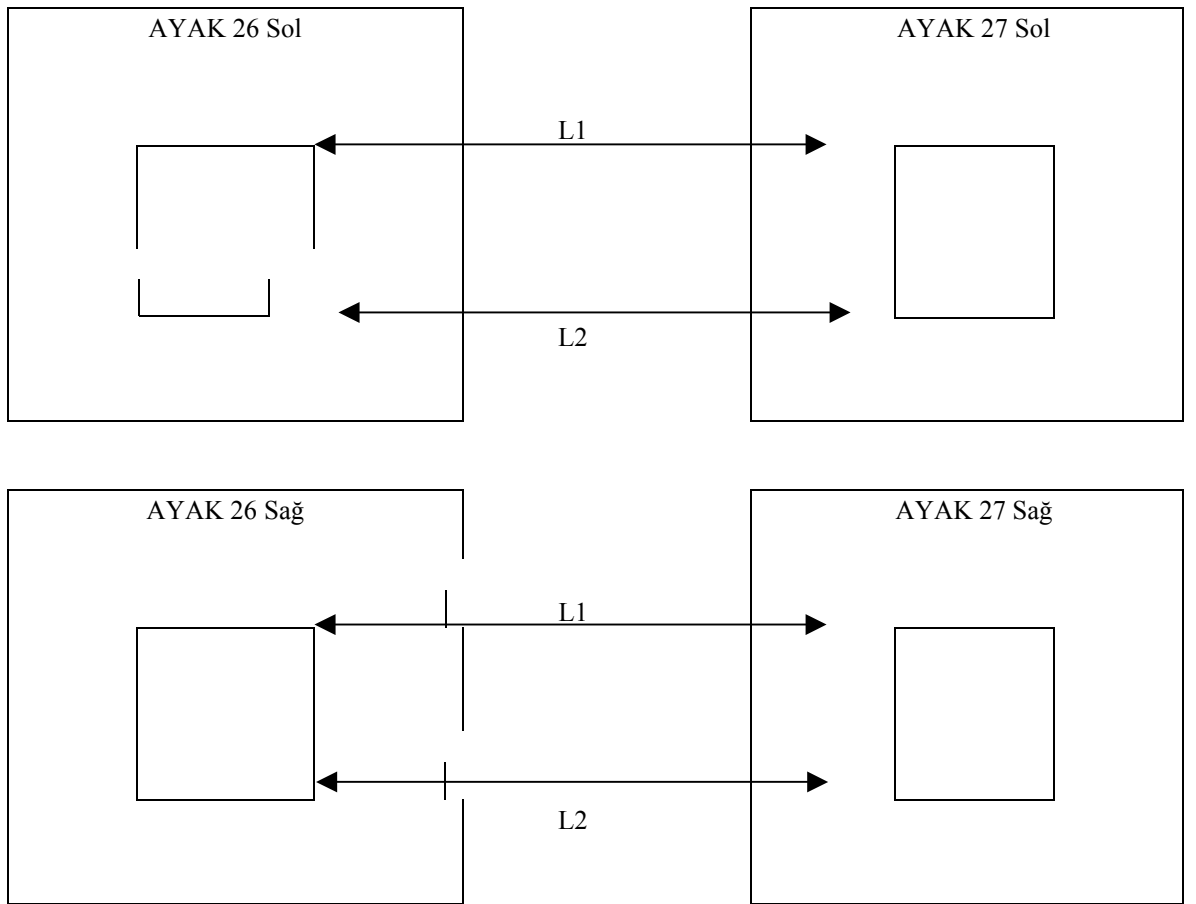 AYAK 26 Sol
AYAK 27 Sol
L1
L2
AYAK 26 Sağ
AYAK 27 Sağ
L1
L2